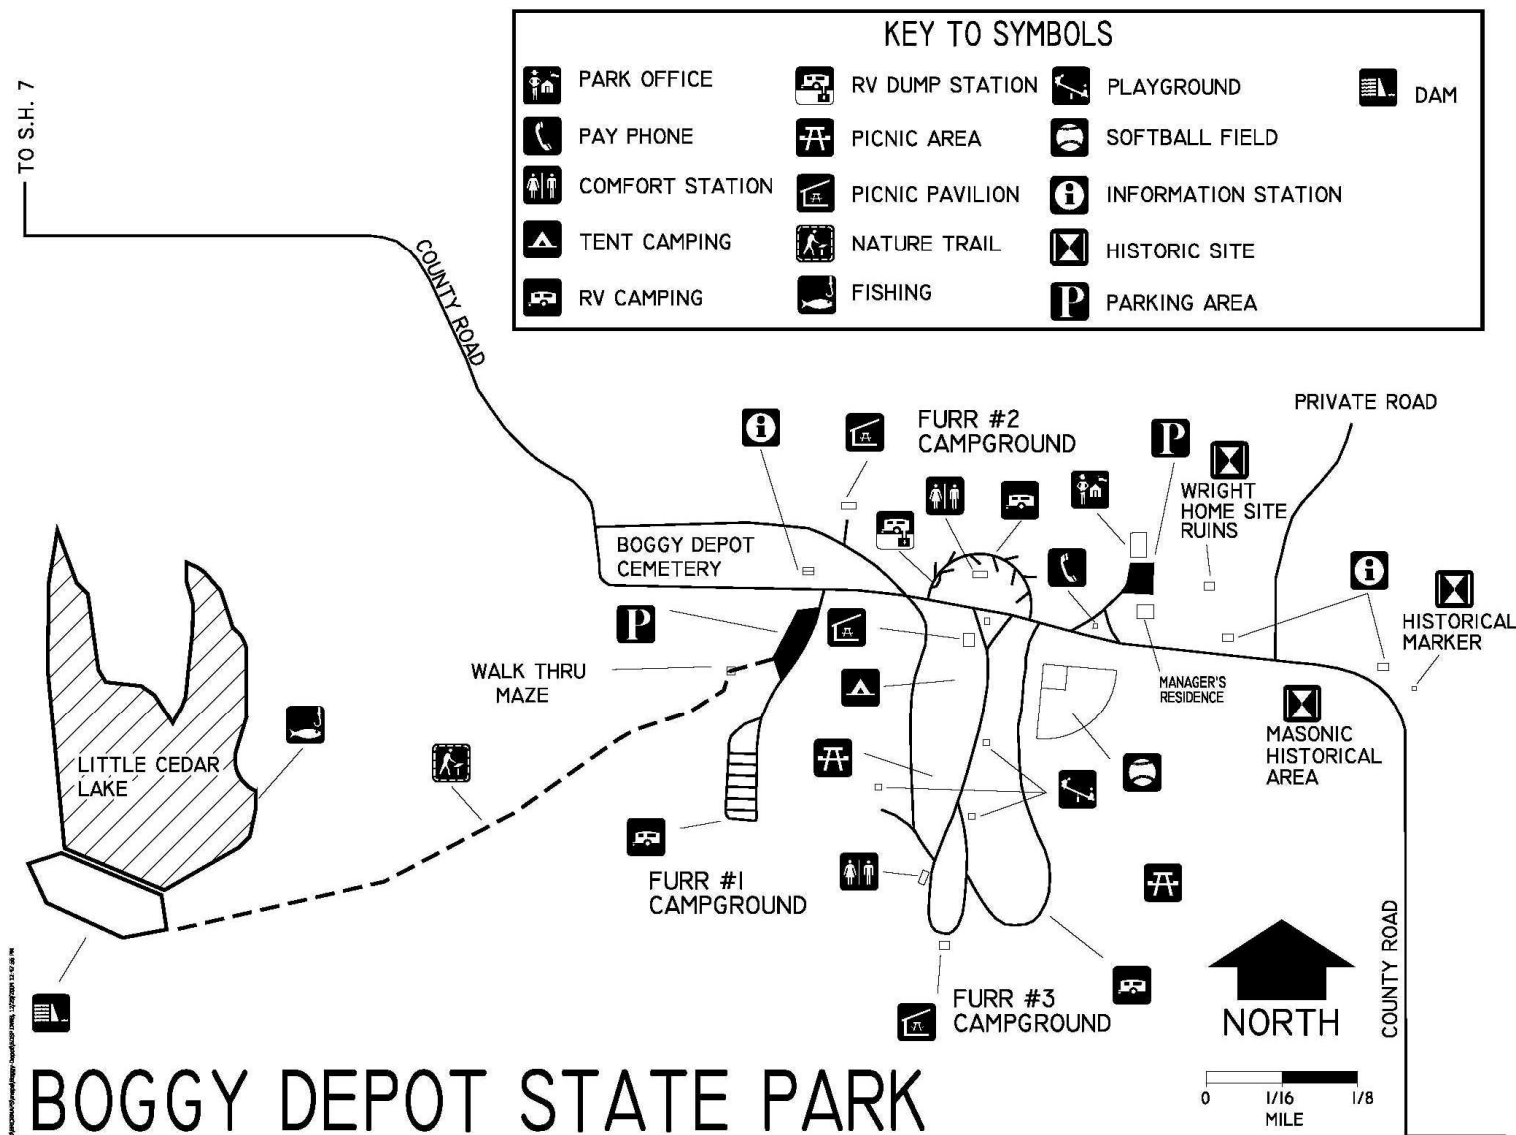 KEY TO SYMBOLS
PARK OFFICE
PAY PHONE
COMFORT STATION
TENT CAMPING
RV CAMPING
RV DUMP STATION
PICNIC AREA
PICNIC PAVILION
NATURE TRAIL
FISHING
PLAYGROUND
SOFTBALL FIELD
INFORMATION STATION
HISTORIC SITE
P PARKING AREA
DAM
TO S.H. 7
COUNTY ROAD
PRIVATE ROAD
FURR #2
CAMPGROUND
P
WRIGHT
HOME SITE
RUINS
BOGGY DEPOT
CEMETERY
P
HISTORICAL
MARKER
WALK THRU
MAZE
MANAGER'S
RESIDENCE
MASONIC
HISTORICAL
AREA
LITTLE CEDAR
LAKE
FURR #1
CAMPGROUND
FURR #3
CAMPGROUND
COUNTY ROAD
NORTH
0 1/16 1/8
MILE
BOGGY DEPOT STATE PARK